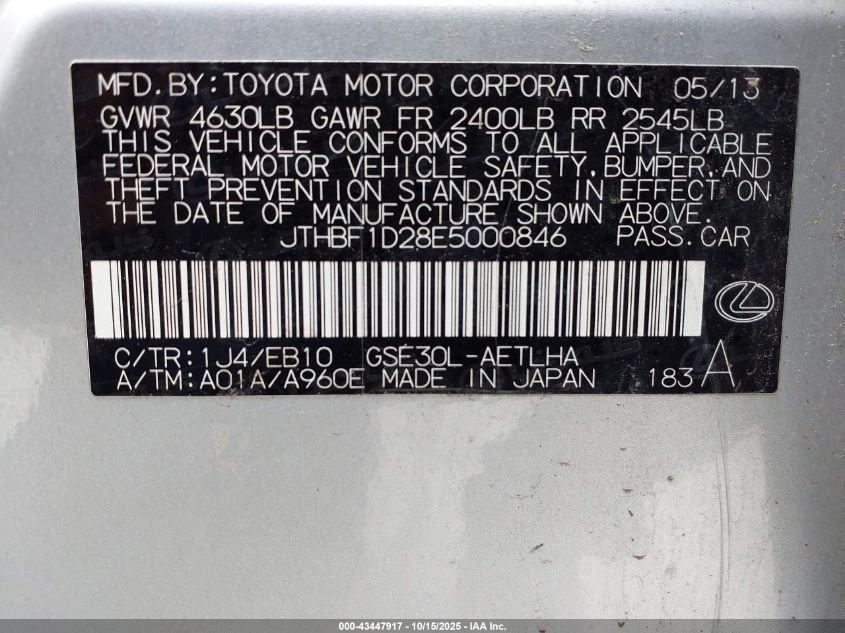 MFD.BY:TOYOTA MOTOR CORPORATION 05/13
GVWR 4630LB GAWR FR 2400LB RR 2545LB
THIS VEHICLE CONFORMS TO ALL APPLICABLE
FEDERAL MOTOR VEHICLE SAFETY,BUMPER,AND
THEFT PREVENTION STANDARDS IN EFFECT ON
THE DATE OF MANUFACTURE SHOWN ABOVE.
JTHBF1D28E5000846 PASS.CAR
C/TR:1J4/EB10 GSE30L-AETLHA
A/TM:A01A/A960E MADE IN JAPAN 183 A
000-43447917 - 10/15/2025 - IAA Inc.